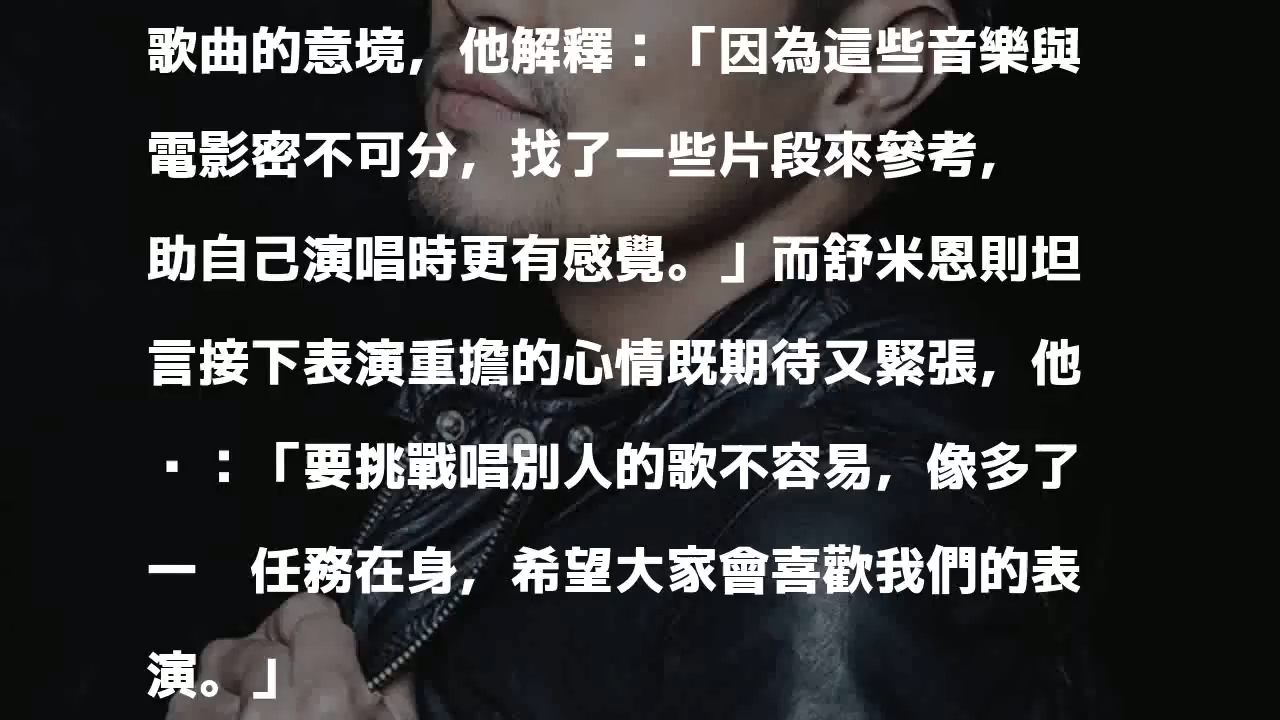 歌曲的意境，他解釋：「因為這些音樂與
電影密不可分，找了一些片段來參考，
助自己演唱時更有感覺。」而舒米恩則坦
言接下表演重擔的心情既期待又緊張，他
▪：「要挑戰唱別人的歌不容易，像多了
一　任務在身，希望大家會喜歡我們的表
演。」